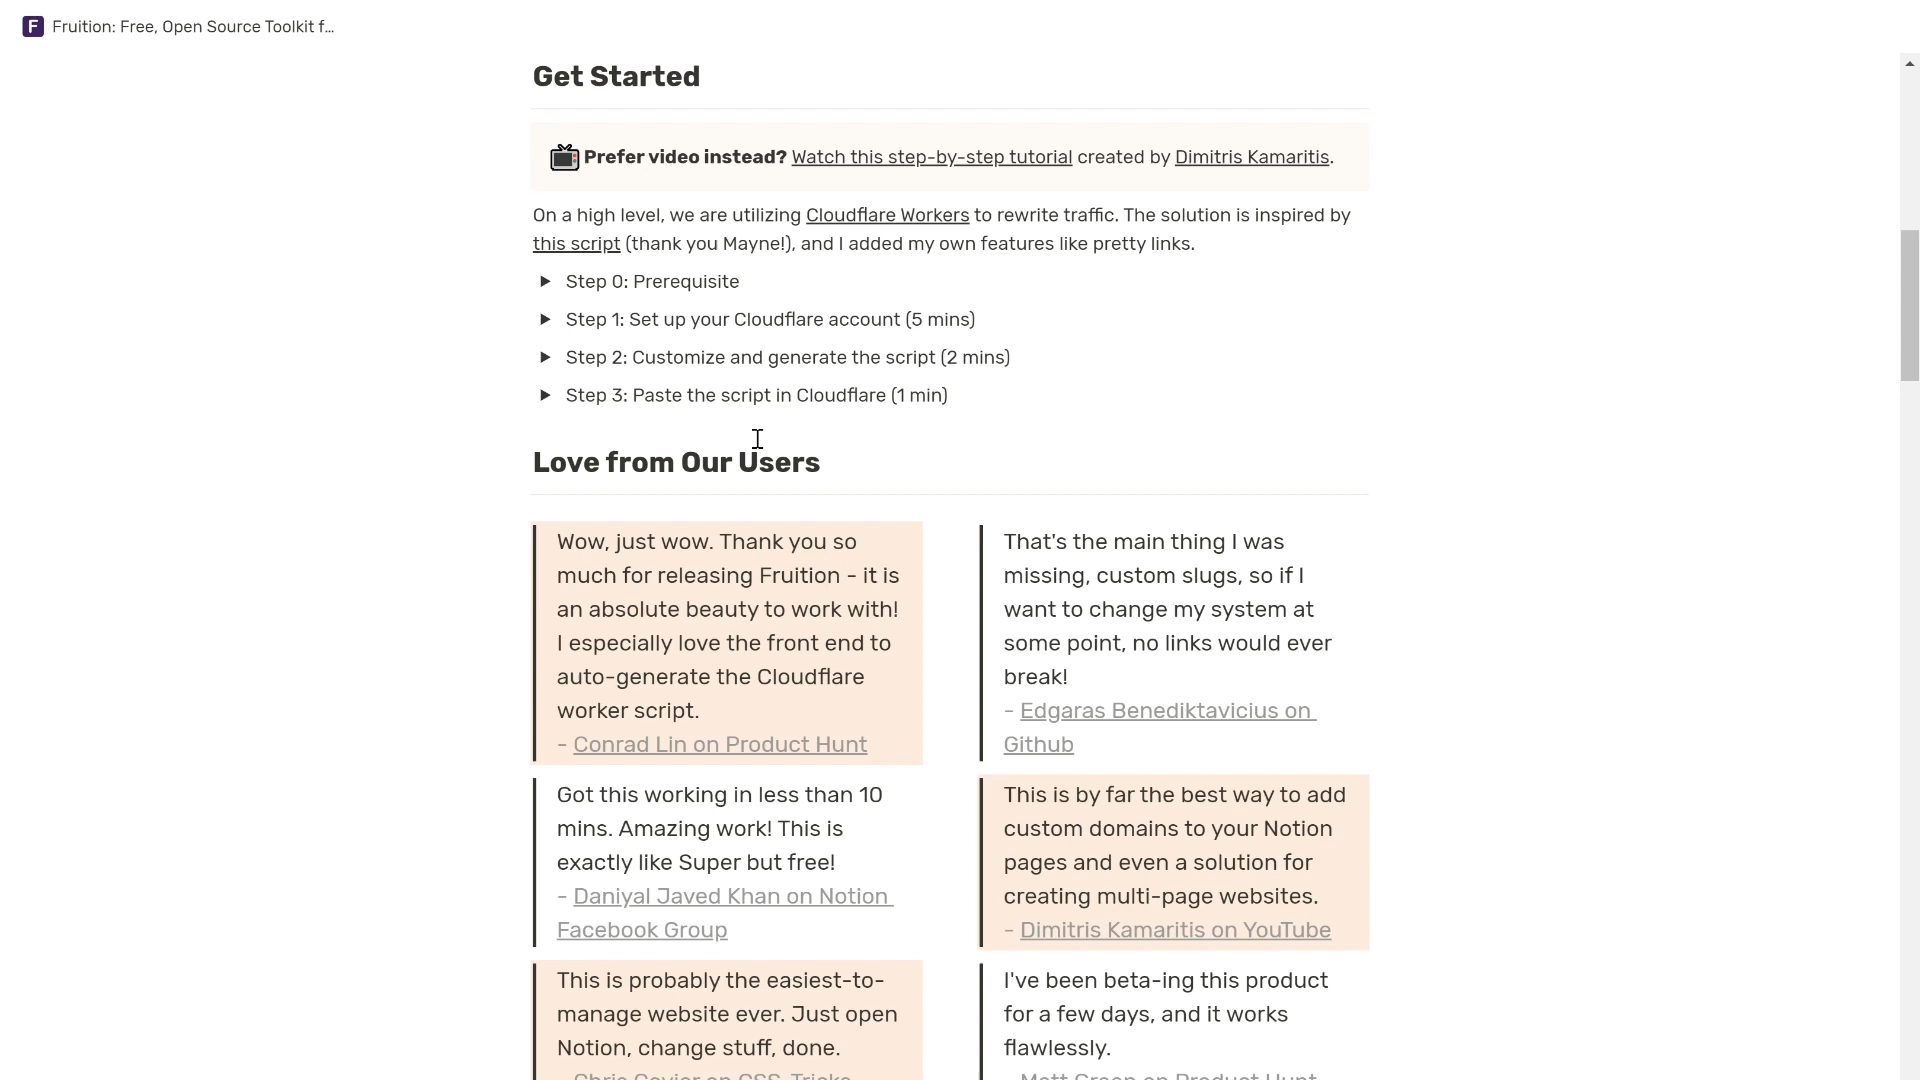 F Fruition: Free, Open Source Toolkit f...
Get Started
Prefer video instead? Watch this step-by-step tutorial created by Dimitris Kamaritis.
On a high level, we are utilizing Cloudflare Workers to rewrite traffic. The solution is inspired by
this script (thank you Mayne!), and I added my own features like pretty links.
Step 0: Prerequisite
Step 1: Set up your Cloudflare account (5 mins)
Step 2: Customize and generate the script (2 mins)
Step 3: Paste the script in Cloudflare (1 min)
Love from Our Users
Wow, just wow. Thank you so
much for releasing Fruition - it is
an absolute beauty to work with!
I especially love the front end to
auto-generate the Cloudflare
worker script.
- Conrad Lin on Product Hunt
That's the main thing I was
missing, custom slugs, so if I
want to change my system at
some point, no links would ever
break!
- Edgaras Benediktavicius on
Github
Got this working in less than 10
mins. Amazing work! This is
exactly like Super but free!
- Daniyal Javed Khan on Notion
Facebook Group
This is by far the best way to add
custom domains to your Notion
pages and even a solution for
creating multi-page websites.
- Dimitris Kamaritis on YouTube
This is probably the easiest-to-
manage website ever. Just open
Notion, change stuff, done.
- Chris Coyier on CSS-Tricks
I've been beta-ing this product
for a few days, and it works
flawlessly.
- Matt Green on Product Hunt